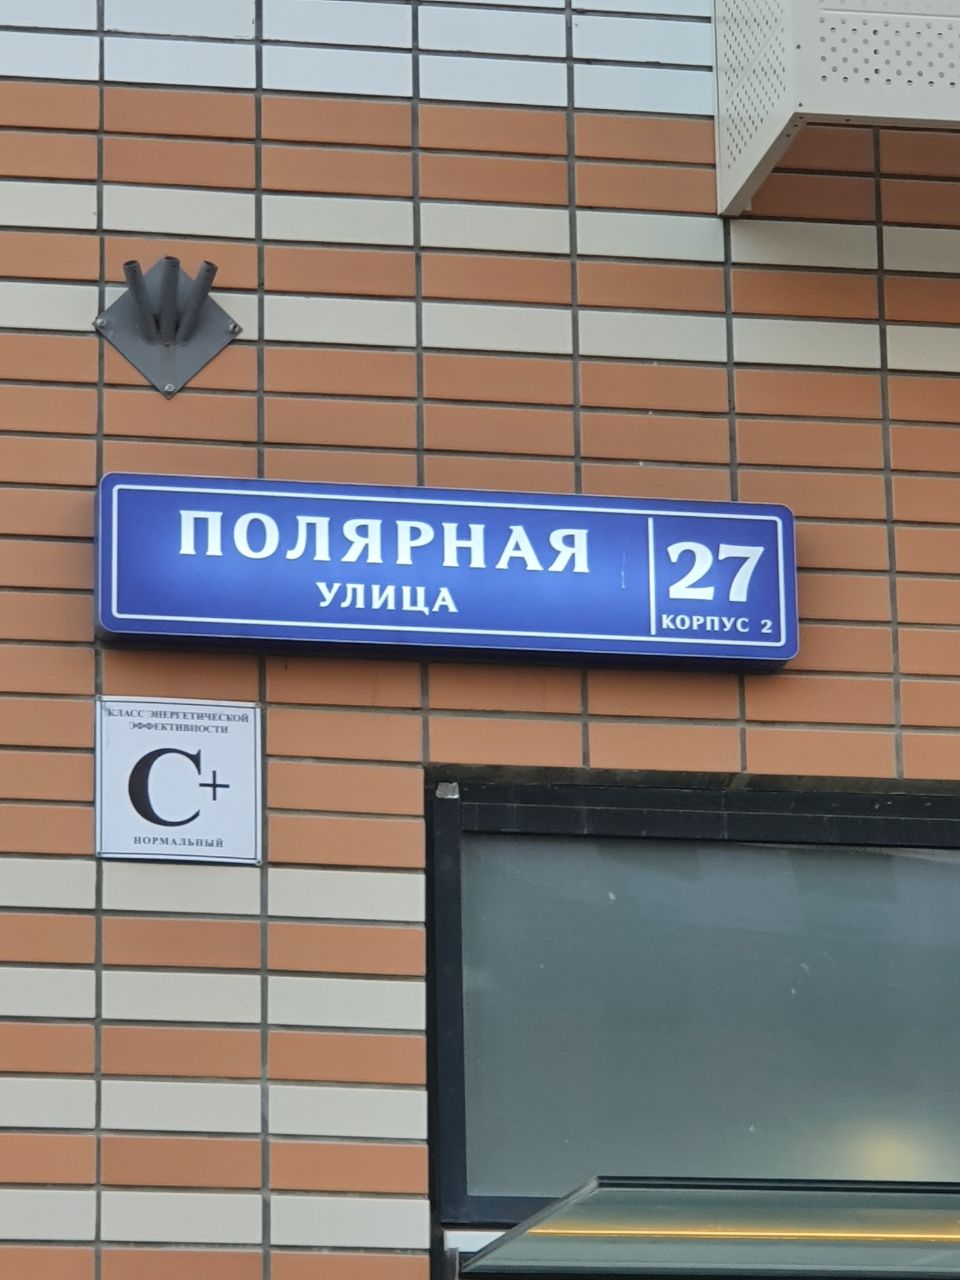 ПОЛЯРНАЯ
УЛИЦА
27
КОРПУС 2
КЛАСС ЭНЕРГЕТИЧЕСКОЙ
ЭФФЕКТИВНОСТИ
C+
НОРМАЛЬНЫЙ